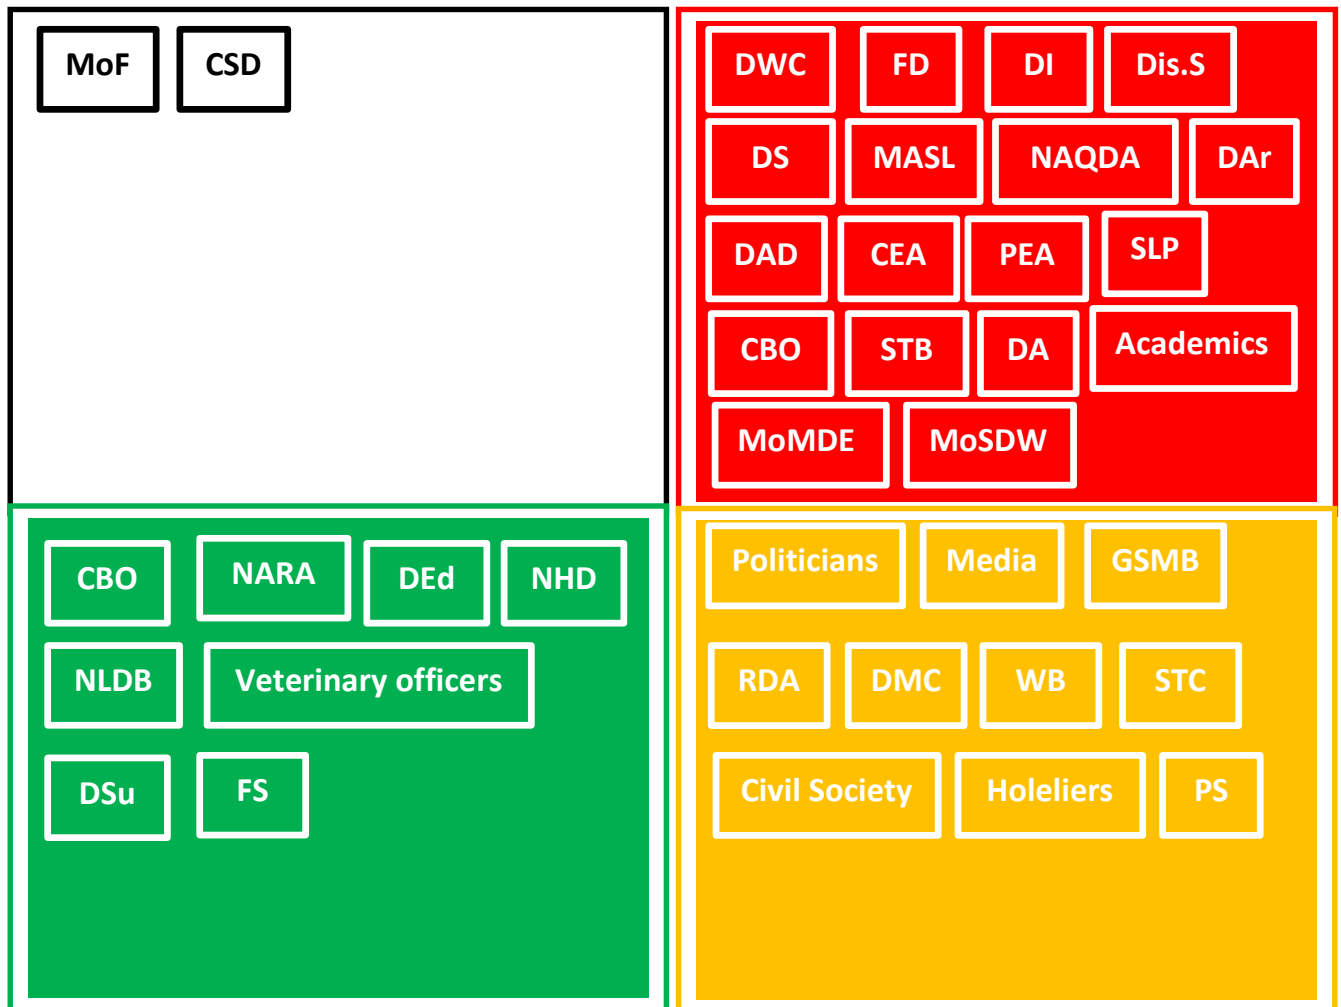 MoF CSD
DWC FD DI Dis.S
DS MASL NAQDA DAr
DAD CEA PEA SLP
CBO STB DA Academics
MoMDE MoSDW
CBO NARA DEd NHD
NLDB Veterinary officers
DSu FS
Politicians Media GSMB
RDA DMC WB STC
Civil Society Holeliers PS